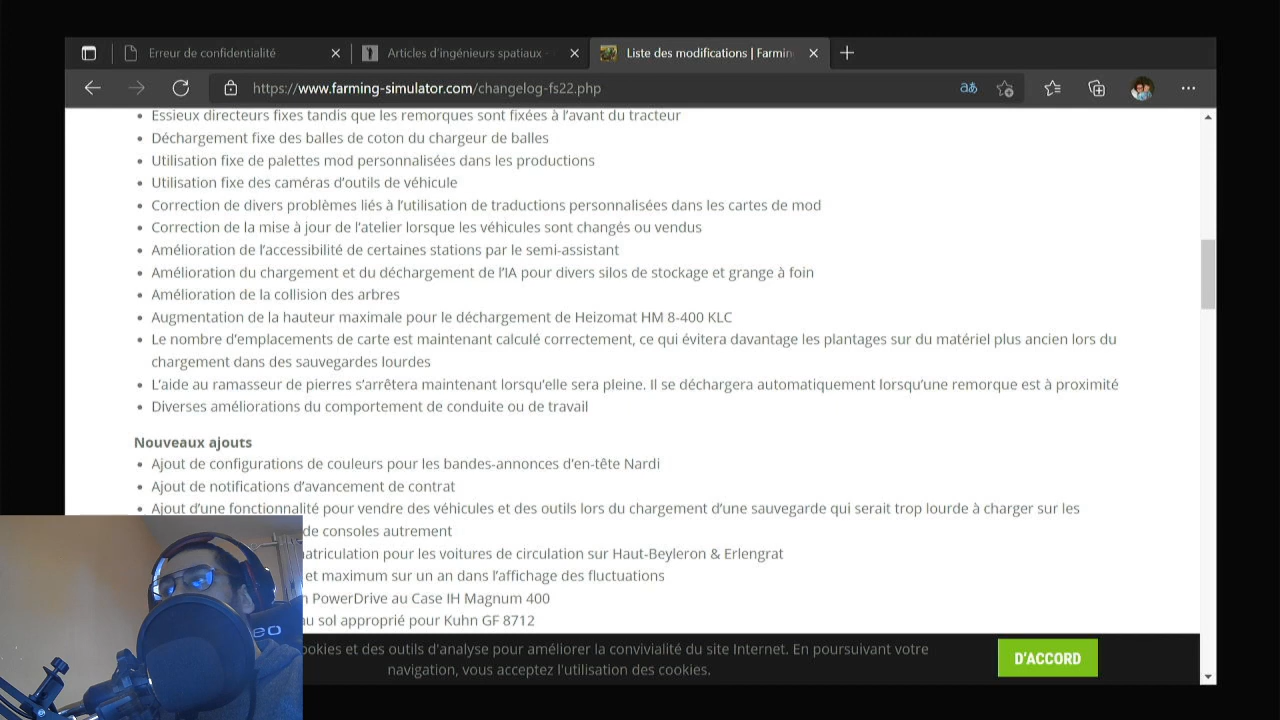 Erreur de confidentialité
Articles d'ingénieurs spatiaux -
Liste des modifications | Farmin
https://www.farming-simulator.com/changelog-fs22.php
aあ
Essieux directeurs fixes tandis que les remorques sont fixées à l'avant du tracteur
Déchargement fixe des balles de coton du chargeur de balles
Utilisation fixe de palettes mod personnalisées dans les productions
Utilisation fixe des caméras d'outils de véhicule
Correction de divers problèmes liés à l'utilisation de traductions personnalisées dans les cartes de mod
Correction de la mise à jour de l'atelier lorsque les véhicules sont changés ou vendus
Amélioration de l'accessibilité de certaines stations par le semi-assistant
Amélioration du chargement et du déchargement de l'IA pour divers silos de stockage et grange à foin
Amélioration de la collision des arbres
Augmentation de la hauteur maximale pour le déchargement de Heizomat HM 8-400 KLC
Le nombre d'emplacements de carte est maintenant calculé correctement, ce qui évitera davantage les plantages sur du matériel plus ancien lors du
chargement dans des sauvegardes lourdes
L'aide au ramasseur de pierres s'arrêtera maintenant lorsqu'elle sera pleine. Il se déchargera automatiquement lorsqu'une remorque est à proximité
Diverses améliorations du comportement de conduite ou de travail
Nouveaux ajouts
Ajout de configurations de couleurs pour les bandes-annonces d'en-tête Nardi
Ajout de notifications d'avancement de contrat
Ajout d'une fonctionnalité pour vendre des véhicules et des outils lors du chargement d'une sauvegarde qui serait trop lourde à charger sur les
de consoles autrement
matriculation pour les voitures de circulation sur Haut-Beyleron & Erlengrat
et maximum sur un an dans l'affichage des fluctuations
PowerDrive au Case IH Magnum 400
au sol approprié pour Kuhn GF 8712
ookies et des outils d'analyse pour améliorer la convivialité du site Internet. En poursuivant votre
navigation, vous acceptez l'utilisation des cookies.
D'ACCORD